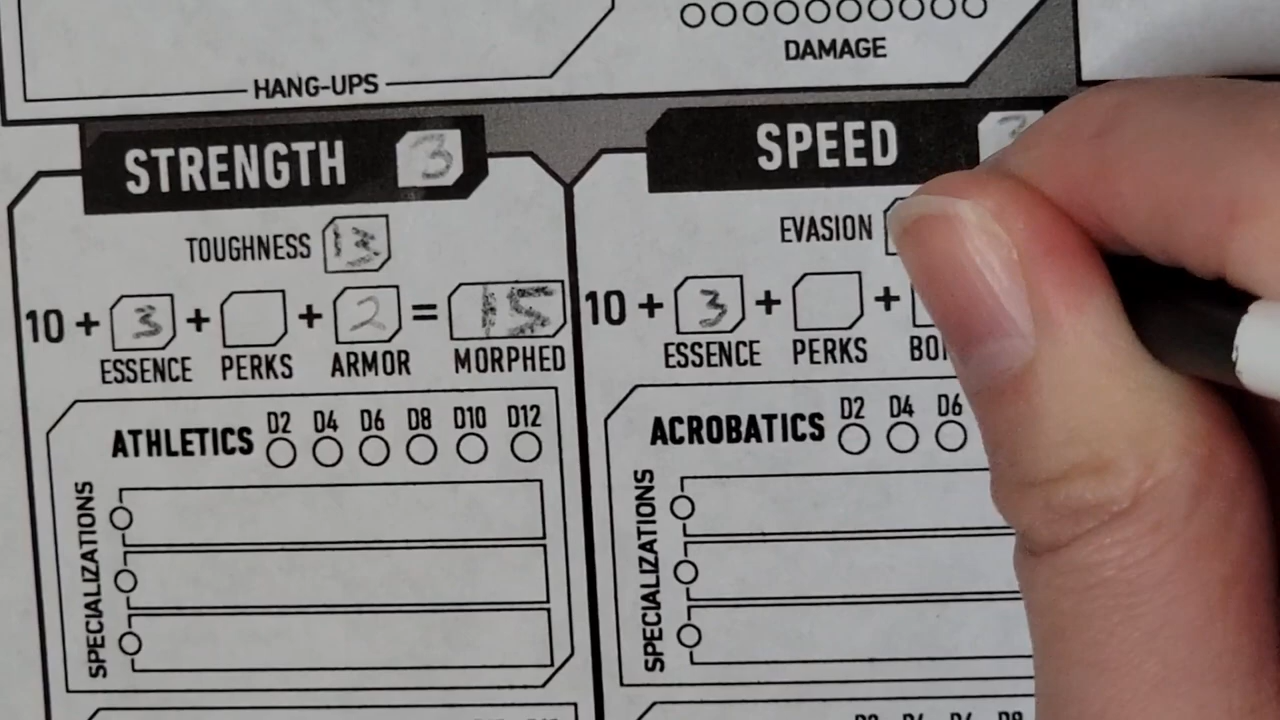 DAMAGE
HANG-UPS
STRENGTH 3
TOUGHNESS 13
10 + 3 + + 2 = 15
ESSENCE PERKS ARMOR MORPHED
ATHLETICS D2 D4 D6 D8 D10 D12
SPECIALIZATIONS
SPEED 3
EVASION
10 + 3 + +
ESSENCE PERKS
ACROBATICS D2 D4 D6
SPECIALIZATIONS